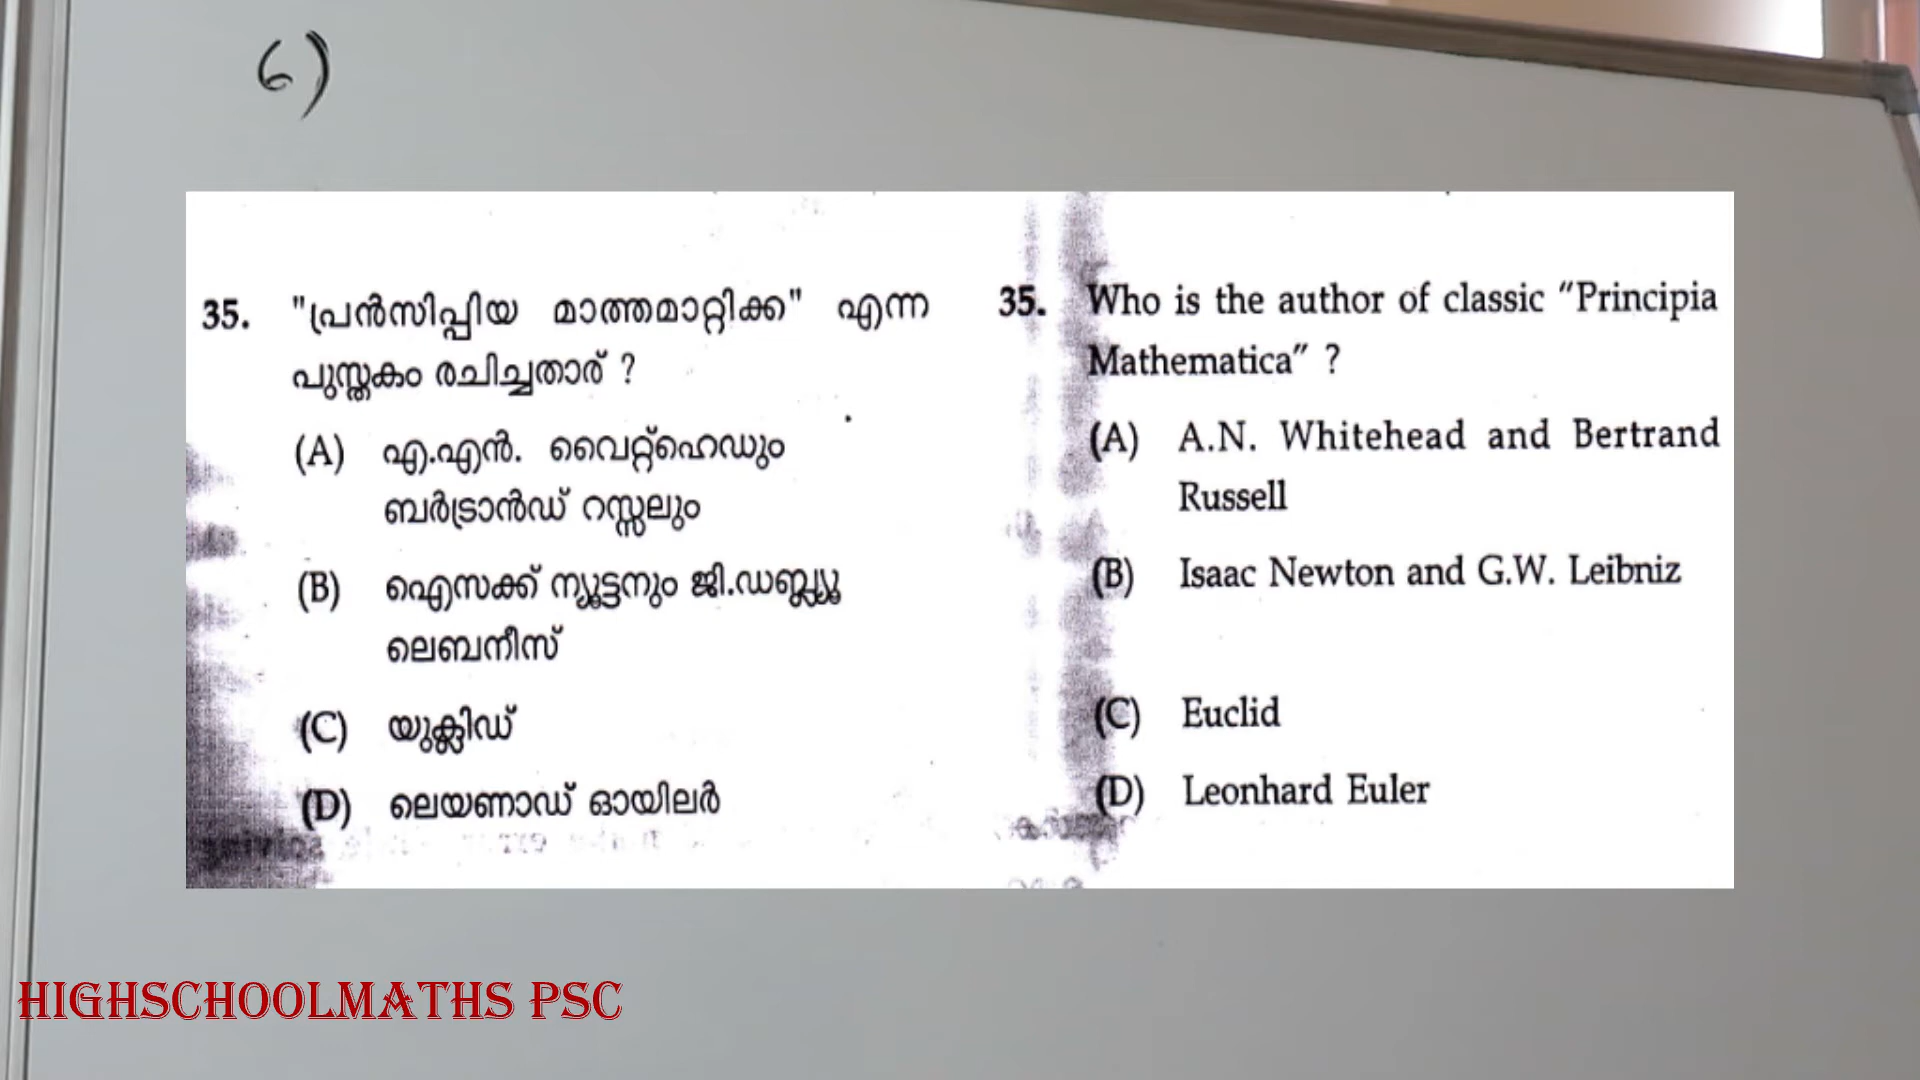 6)
35. "പ്രൻസിപ്പിയ മാത്തമാറ്റിക്ക" എന്ന
പുസ്തകം രചിച്ചതാര് ?
(A) എ.എൻ. വൈറ്റ്ഹെഡും
ബർട്രാൻഡ് റസ്സലും
(B) ഐസക്ക് ന്യൂട്ടനും ജി.ഡബ്ല്യൂ
ലെബനീസ്
(C) യുക്ലിഡ്
(D) ലെയണാഡ് ഓയിലർ
35. Who is the author of classic "Principia
Mathematica" ?
(A) A.N. Whitehead and Bertrand
Russell
(B) Isaac Newton and G.W. Leibniz
(C) Euclid
(D) Leonhard Euler
HIGHSCHOOLMATHS PSC